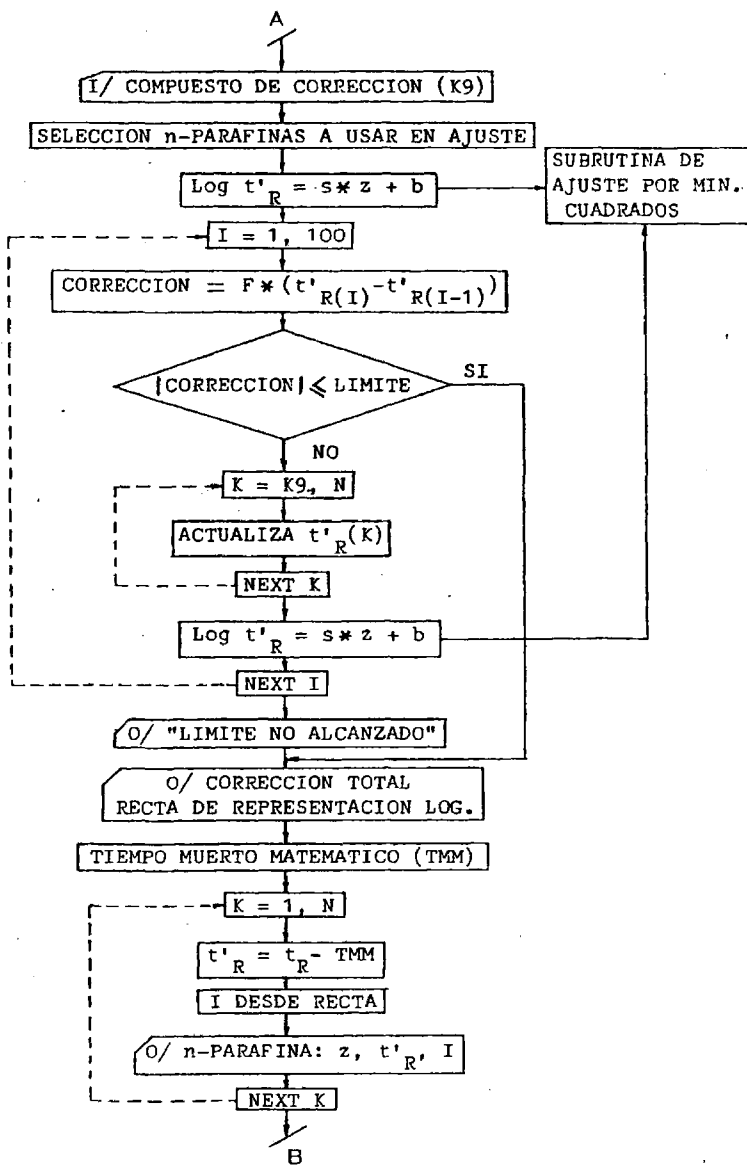 A
I/ COMPUESTO DE CORRECCION (K9)
SELECCION n-PARAFINAS A USAR EN AJUSTE
Log t'R = s* z + b
SUBRUTINA DE
AJUSTE POR MIN.
CUADRADOS
I = 1, 100
CORRECCION = F* (t'R(I)-t'R(I-1))
|CORRECCION| ⩽ LIMITE
SI
NO
K = K9., N
ACTUALIZA t'R(K)
NEXT K
Log t'R = s* z + b
NEXT I
O/ "LIMITE NO ALCANZADO"
O/ CORRECCION TOTAL
RECTA DE REPRESENTACION LOG.
TIEMPO MUERTO MATEMATICO (TMM)
K = 1, N
t'R = tR- TMM
I DESDE RECTA
O/ n-PARAFINA: z, t'R, I
NEXT K
B